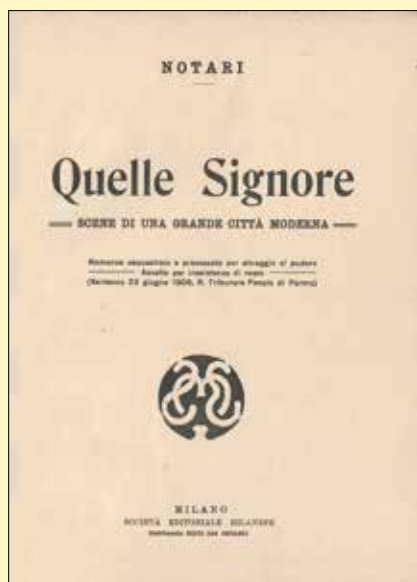 NOTARI
Quelle Signore
SCENE DI UNA GRANDE CITTÀ MODERNA
Romanzo sequestrato e processato per oltraggio al pudore
Assolto per inesistenza di reato
(Sentenza 23 giugno 1906, R. Tribunale Penale di Parma)
MILANO
SOCIETÀ EDITORIALE MILANESE